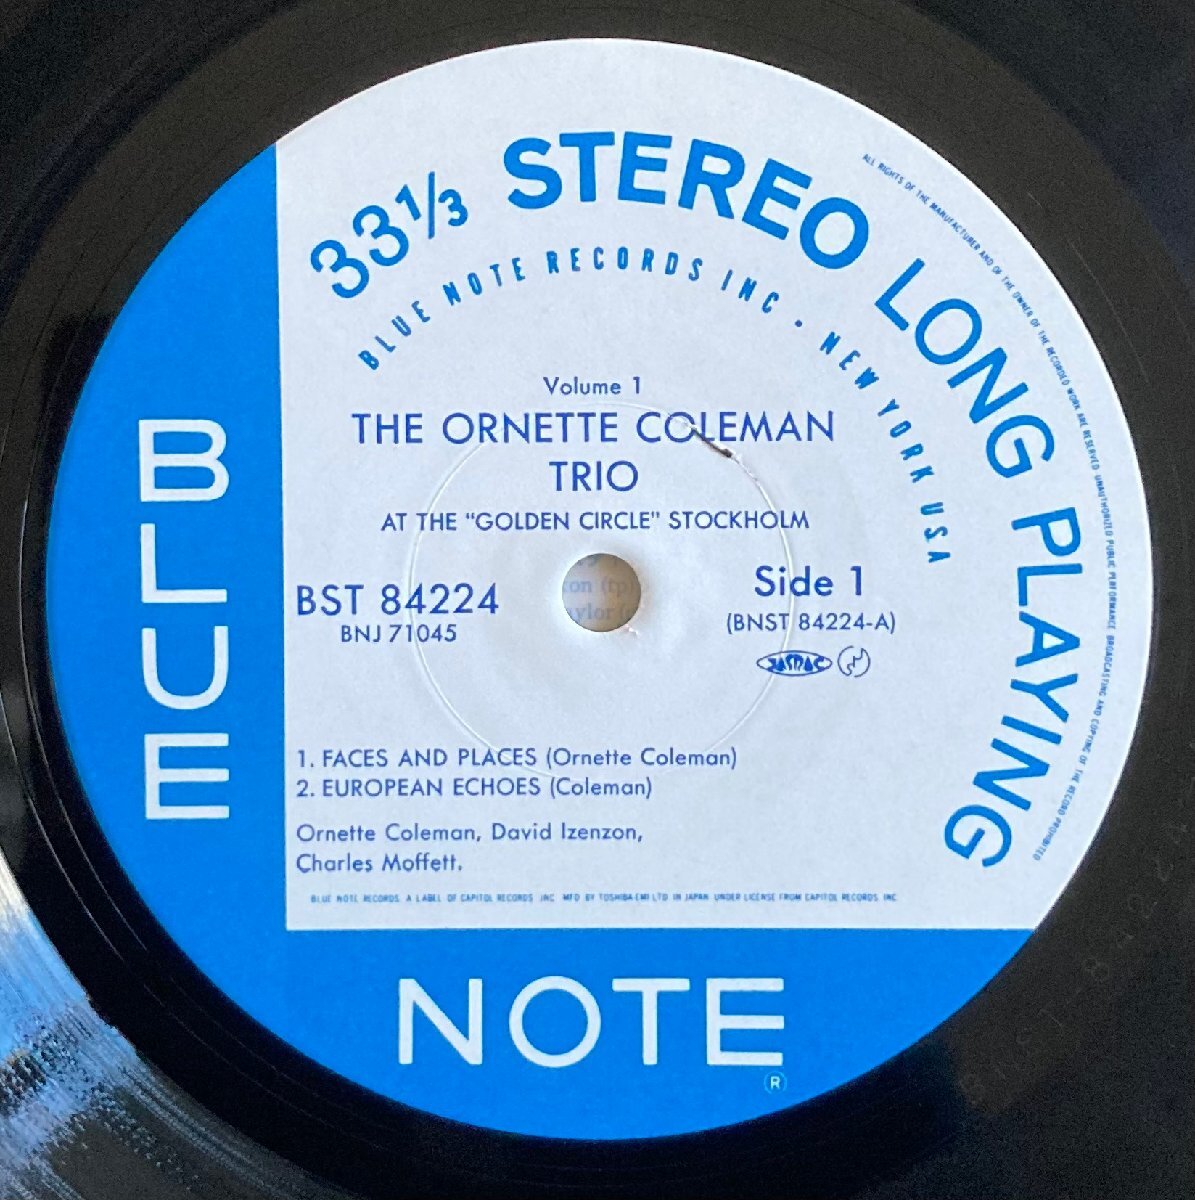 33 1/3 STEREO LONG PLAYING
BLUE NOTE RECORDS INC • NEW YORK USA
ALL RIGHTS OF THE MANUFACTURER AND OF THE OWNER OF THE RECORDED WORK ARE RESERVED UNAUTHORIZED PUBLIC PERFORMANCE BROADCASTING AND COPYING OF THE RECORD PROHIBITED
Volume 1
THE ORNETTE COLEMAN
TRIO
AT THE "GOLDEN CIRCLE" STOCKHOLM
BST 84224
BNJ 71045
Side 1
(BNST 84224-A)
JASRAC
1. FACES AND PLACES (Ornette Coleman)
2. EUROPEAN ECHOES (Coleman)
Ornette Coleman, David Izenzon,
Charles Moffett.
BLUE NOTE RECORDS. A LABEL OF CAPITOL RECORDS, INC. MFD BY TOSHIBA-EMI LTD. IN JAPAN UNDER LICENSE FROM CAPITOL RECORDS, INC.
BLUE
NOTE
®